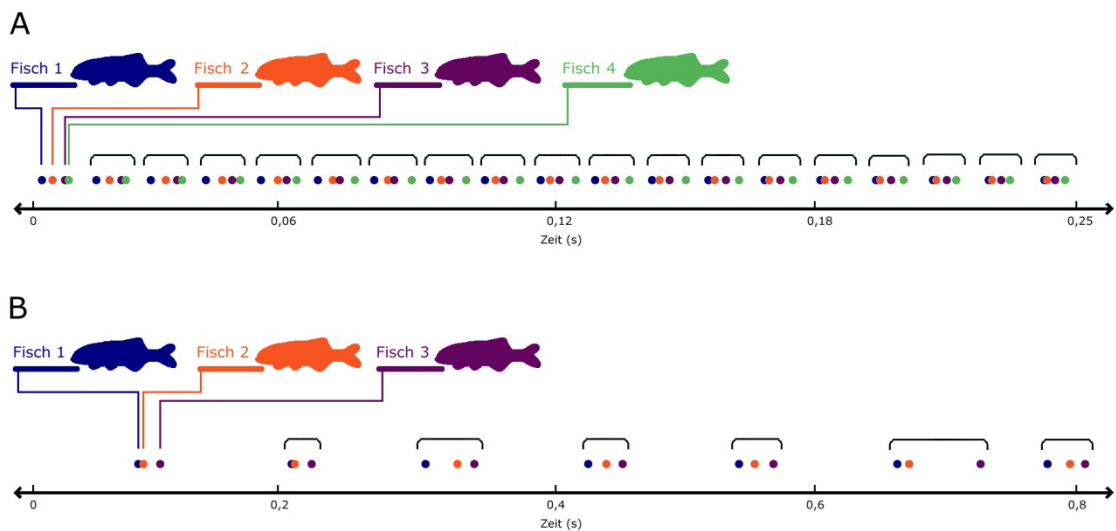 A
Fisch 1 Fisch 2 Fisch 3 Fisch 4
0 0,06 0,12 0,18 0,25
Zeit (s)
B
Fisch 1 Fisch 2 Fisch 3
0 0,2 0,4 0,6 0,8
Zeit (s)